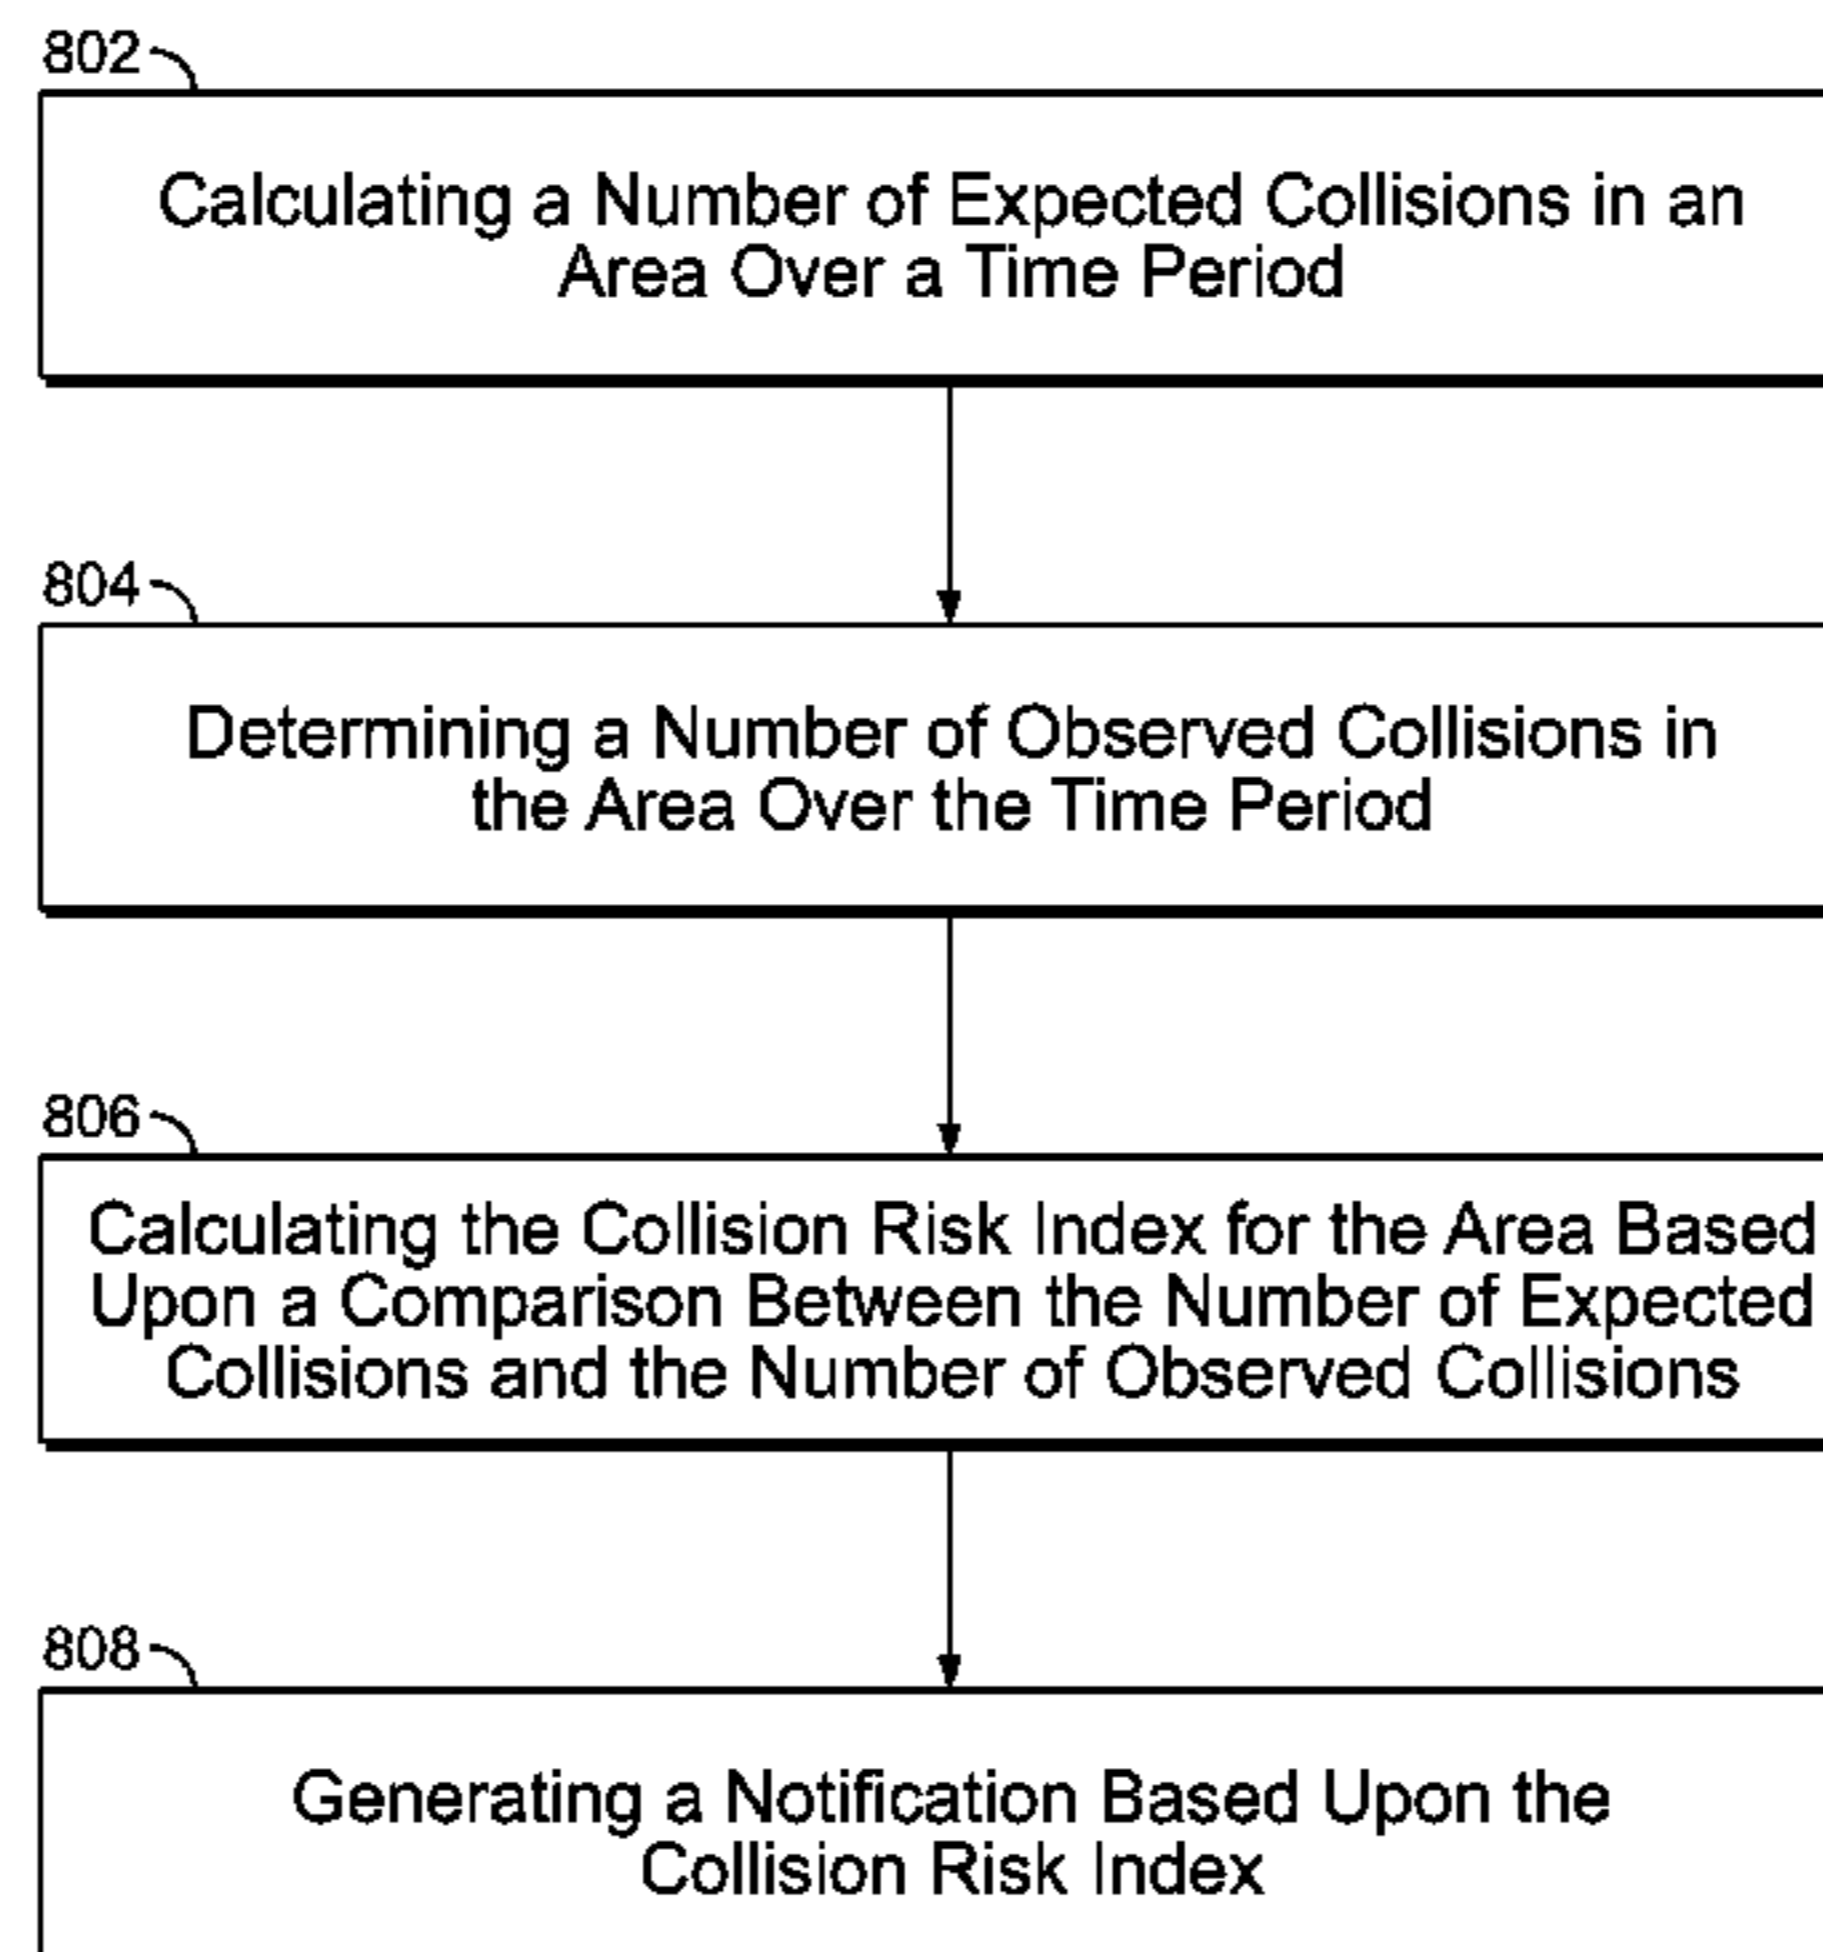 802
Calculating a Number of Expected Collisions in an
Area Over a Time Period
804
Determining a Number of Observed Collisions in
the Area Over the Time Period
806
Calculating the Collision Risk Index for the Area Based
Upon a Comparison Between the Number of Expected
Collisions and the Number of Observed Collisions
808
Generating a Notification Based Upon the
Collision Risk Index